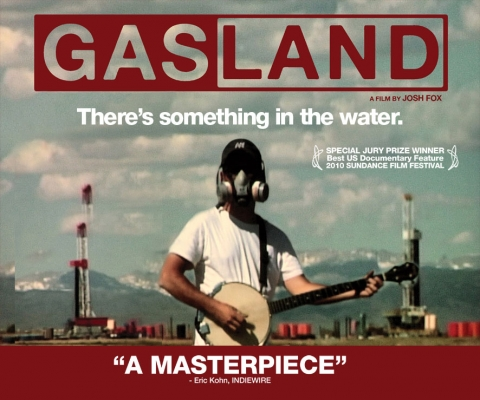 GASLAND
A FILM BY JOSH FOX
There's something in the water.
SPECIAL JURY PRIZE WINNER
Best US Documentary Feature
2010 SUNDANCE FILM FESTIVAL
“A MASTERPIECE”
- Eric Kohn, INDIEWIRE